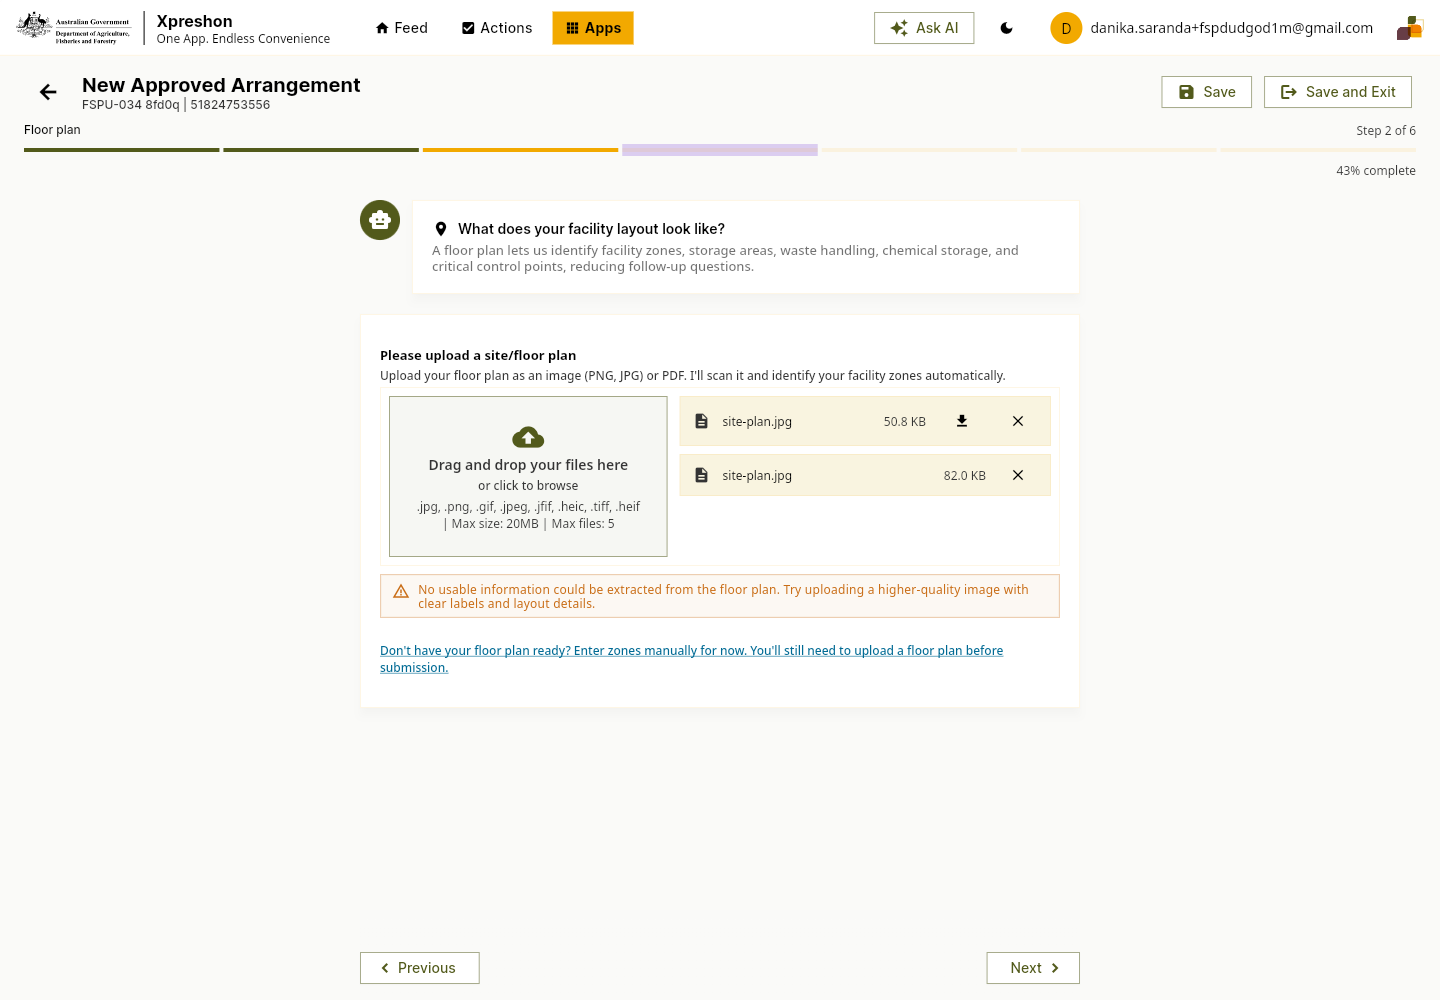 Australian Government
Department of Agriculture,
Fisheries and Forestry
Xpreshon
One App. Endless Convenience
Feed
Actions
Apps
Ask AI
D
danika.saranda+fspdudgod1m@gmail.com
New Approved Arrangement
FSPU-034 8fd0q | 51824753556
Save
Save and Exit
Floor plan
Step 2 of 6
43% complete
What does your facility layout look like?
A floor plan lets us identify facility zones, storage areas, waste handling, chemical storage, and
critical control points, reducing follow-up questions.
Please upload a site/floor plan
Upload your floor plan as an image (PNG, JPG) or PDF. I'll scan it and identify your facility zones automatically.
Drag and drop your files here
or click to browse
.jpg, .png, .gif, .jpeg, .jfif, .heic, .tiff, .heif
| Max size: 20MB | Max files: 5
site-plan.jpg 50.8 KB
site-plan.jpg 82.0 KB
No usable information could be extracted from the floor plan. Try uploading a higher-quality image with
clear labels and layout details.
Don't have your floor plan ready? Enter zones manually for now. You'll still need to upload a floor plan before
submission.
Previous
Next